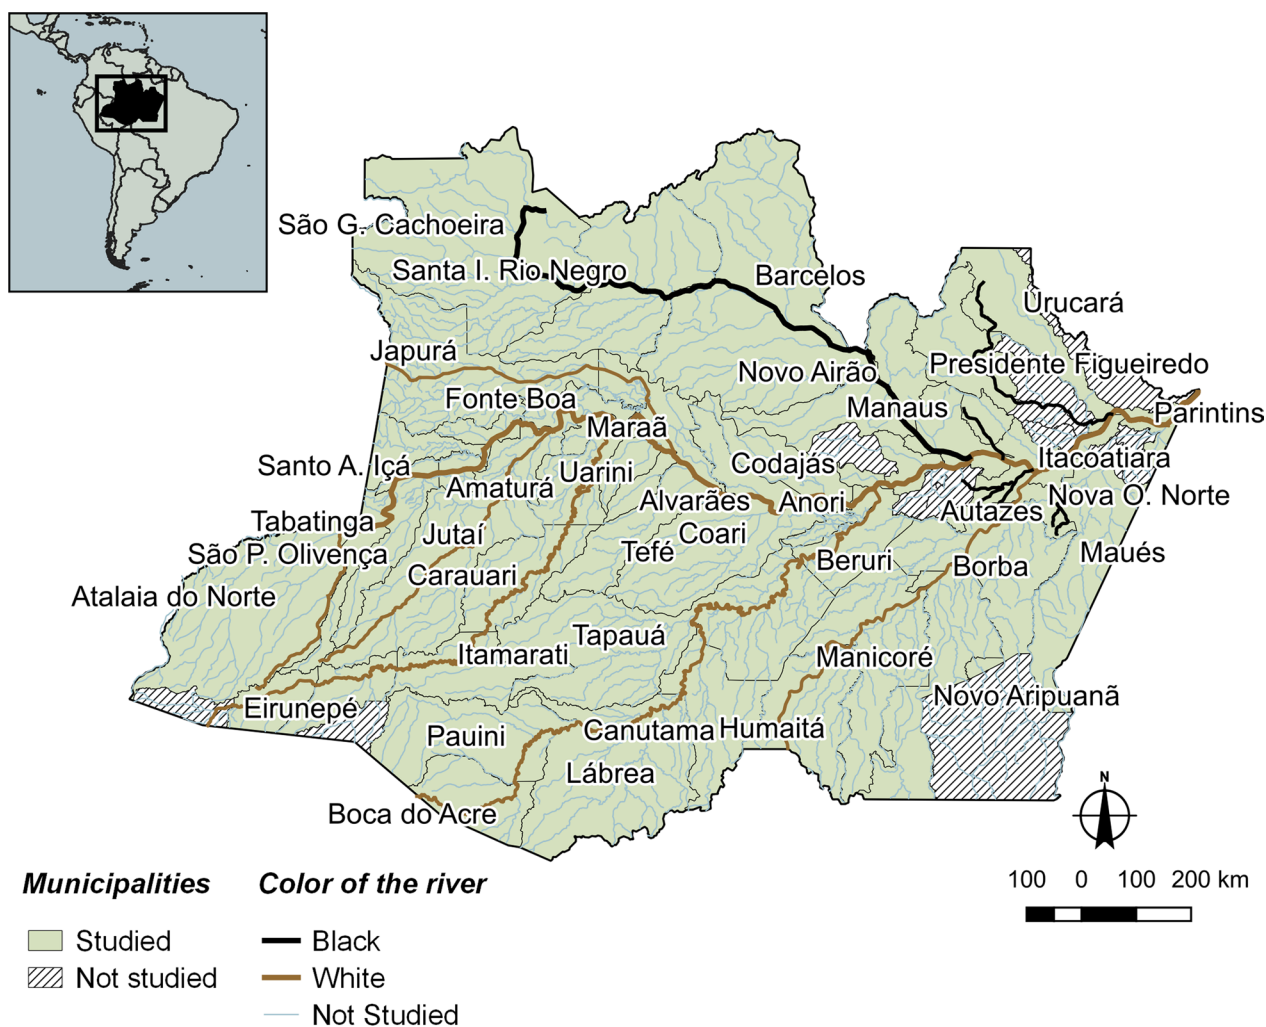 São G. Cachoeira
Santa I. Rio Negro
Barcelos
Urucará
Japurá
Novo Airão
Presidente Figueiredo
Fonte Boa
Manaus
Parintins
Maraã
Santo A. Içá
Uarini
Codajás
Itacoatiara
Amaturá
Alvarães
Anori
Nova O. Norte
Autazes
Tabatinga
Jutaí
Coari
São P. Olivença
Tefé
Beruri
Borba
Maués
Carauari
Atalaia do Norte
Tapauá
Itamarati
Manicoré
Novo Aripuanã
Eirunepé
Pauini
Canutama
Humaitá
Lábrea
Boca do Acre
N
100 0 100 200 km
Municipalities
Studied
Not studied
Color of the river
Black
White
Not Studied